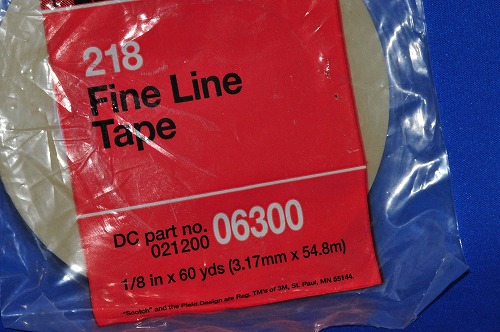 218
Fine Line
Tape
DC part no. 06300
021200
1/8 in x 60 yds (3.17mm x 54.8m)
"Scotch" and the Plaid Design are Reg. TM's of 3M, St. Paul, MN 55144.